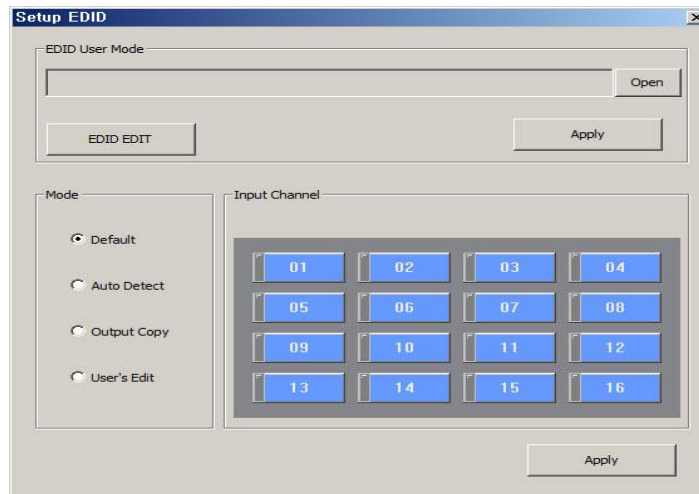 Setup EDID
EDID User Mode
Open
EDID EDIT
Apply
Mode
Default
Auto Detect
Output Copy
User's Edit
Input Channel
01 02 03 04
05 06 07 08
09 10 11 12
13 14 15 16
Apply